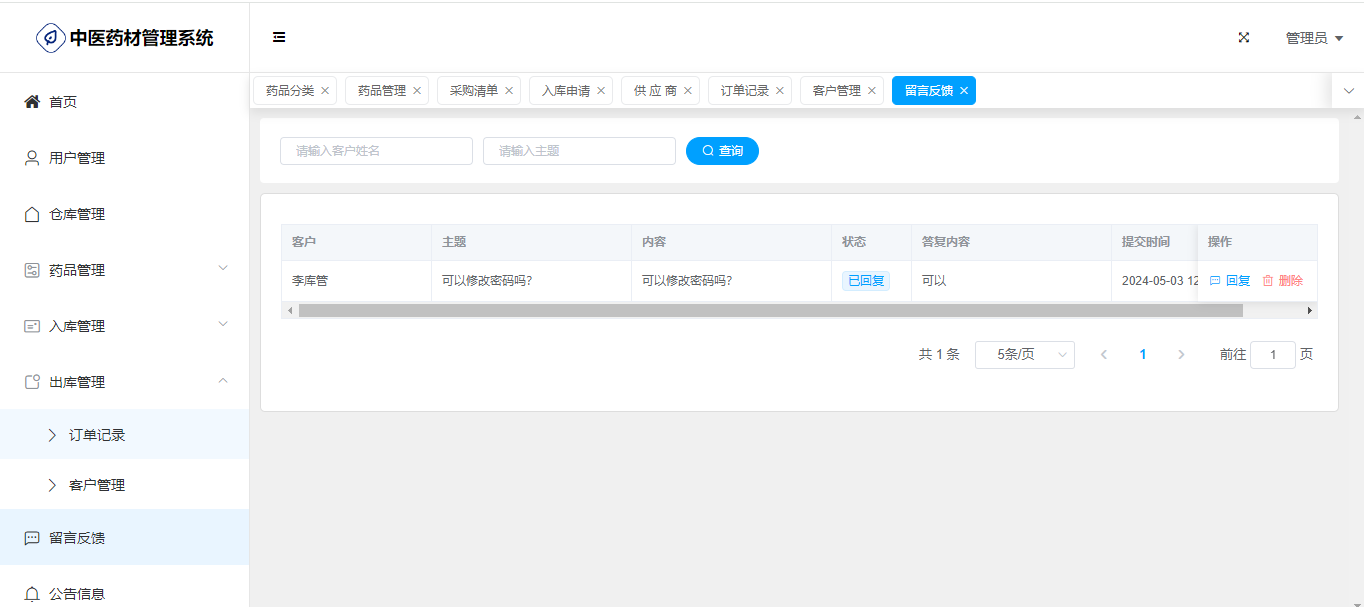 中医药材管理系统
管理员
药品分类
药品管理
采购清单
入库申请
供 应 商
订单记录
客户管理
留言反馈
首页
用户管理
仓库管理
药品管理
入库管理
出库管理
订单记录
客户管理
留言反馈
公告信息
请输入客户姓名
请输入主题
查询
客户 主题 内容 状态 答复内容 提交时间 操作
李库管 可以修改密码吗? 可以修改密码吗? 已回复 可以 2024-05-03 12 回复 删除
共 1 条 5条/页 1 前往 1 页